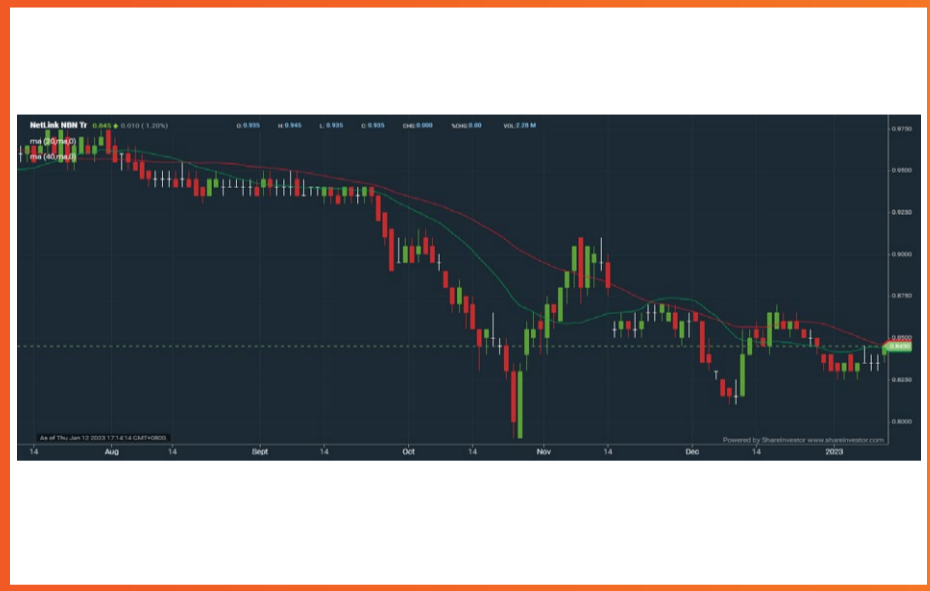 NetLink NBN Tr 0.845 0.010 ( 1.20%) O: 0.935 H: 0.945 L: 0.935 C: 0.935 CHG: 0.000 %CHG: 0.00 VOL: 2.28 M
ma (20,ma,0)
ma (40,ma,0)
0.9750
0.9500
0.9250
0.9000
0.8750
0.8500
0.8450
0.8250
0.8000
As of Thu Jan 12 2023 17:14:14 GMT+0800
Powered by ShareInvestor www.shareinvestor.com
14 Aug 14 Sept 14 Oct 14 Nov 14 Dec 14 2023